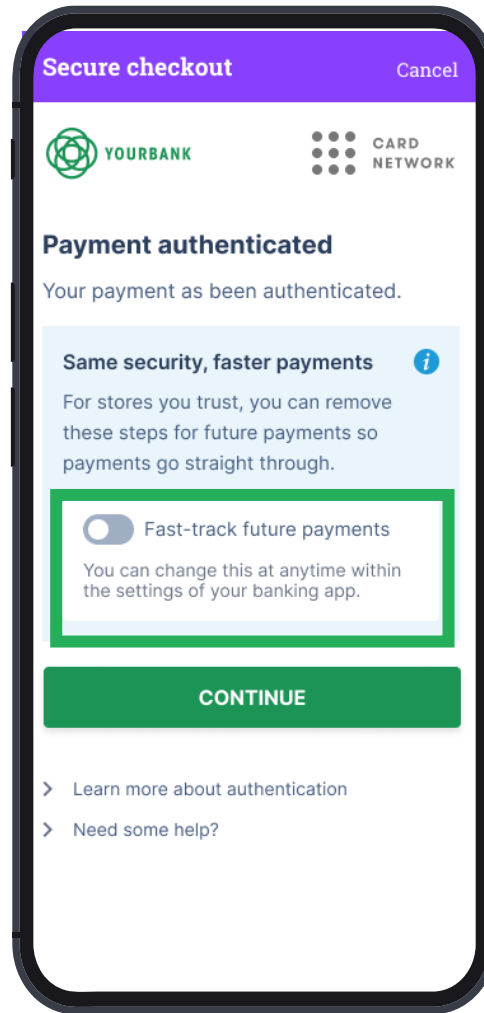 Secure checkout
Cancel
YOURBANK
CARD
NETWORK
Payment authenticated
Your payment as been authenticated.
Same security, faster payments
i
For stores you trust, you can remove
these steps for future payments so
payments go straight through.
Fast-track future payments
You can change this at anytime within
the settings of your banking app.
CONTINUE
Learn more about authentication
Need some help?